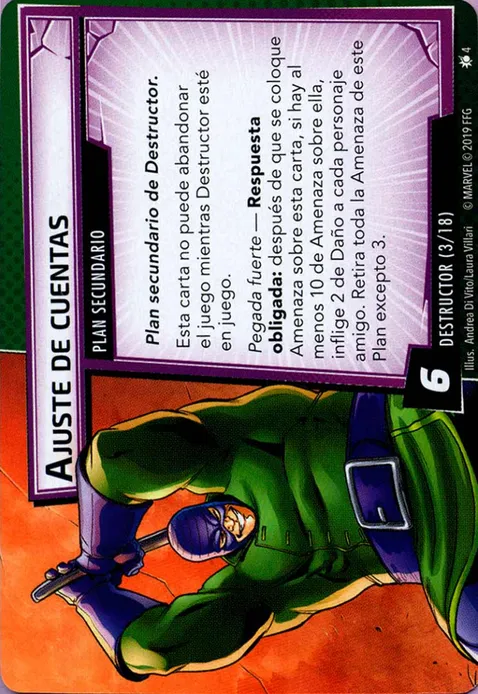 AJUSTE DE CUENTAS
PLAN SECUNDARIO
Plan secundario de Destructor.
Esta carta no puede abandonar
el juego mientras Destructor esté
en juego.
Pegada fuerte — Respuesta
obligada: después de que se coloque
Amenaza sobre esta carta, si hay al
menos 10 de Amenaza sobre ella,
inflige 2 de Daño a cada personaje
amigo. Retira toda la Amenaza de este
Plan excepto 3.
6
DESTRUCTOR (3/18)
Illus. Andrea Di Vito/Laura Villari © MARVEL © 2019 FFG 4